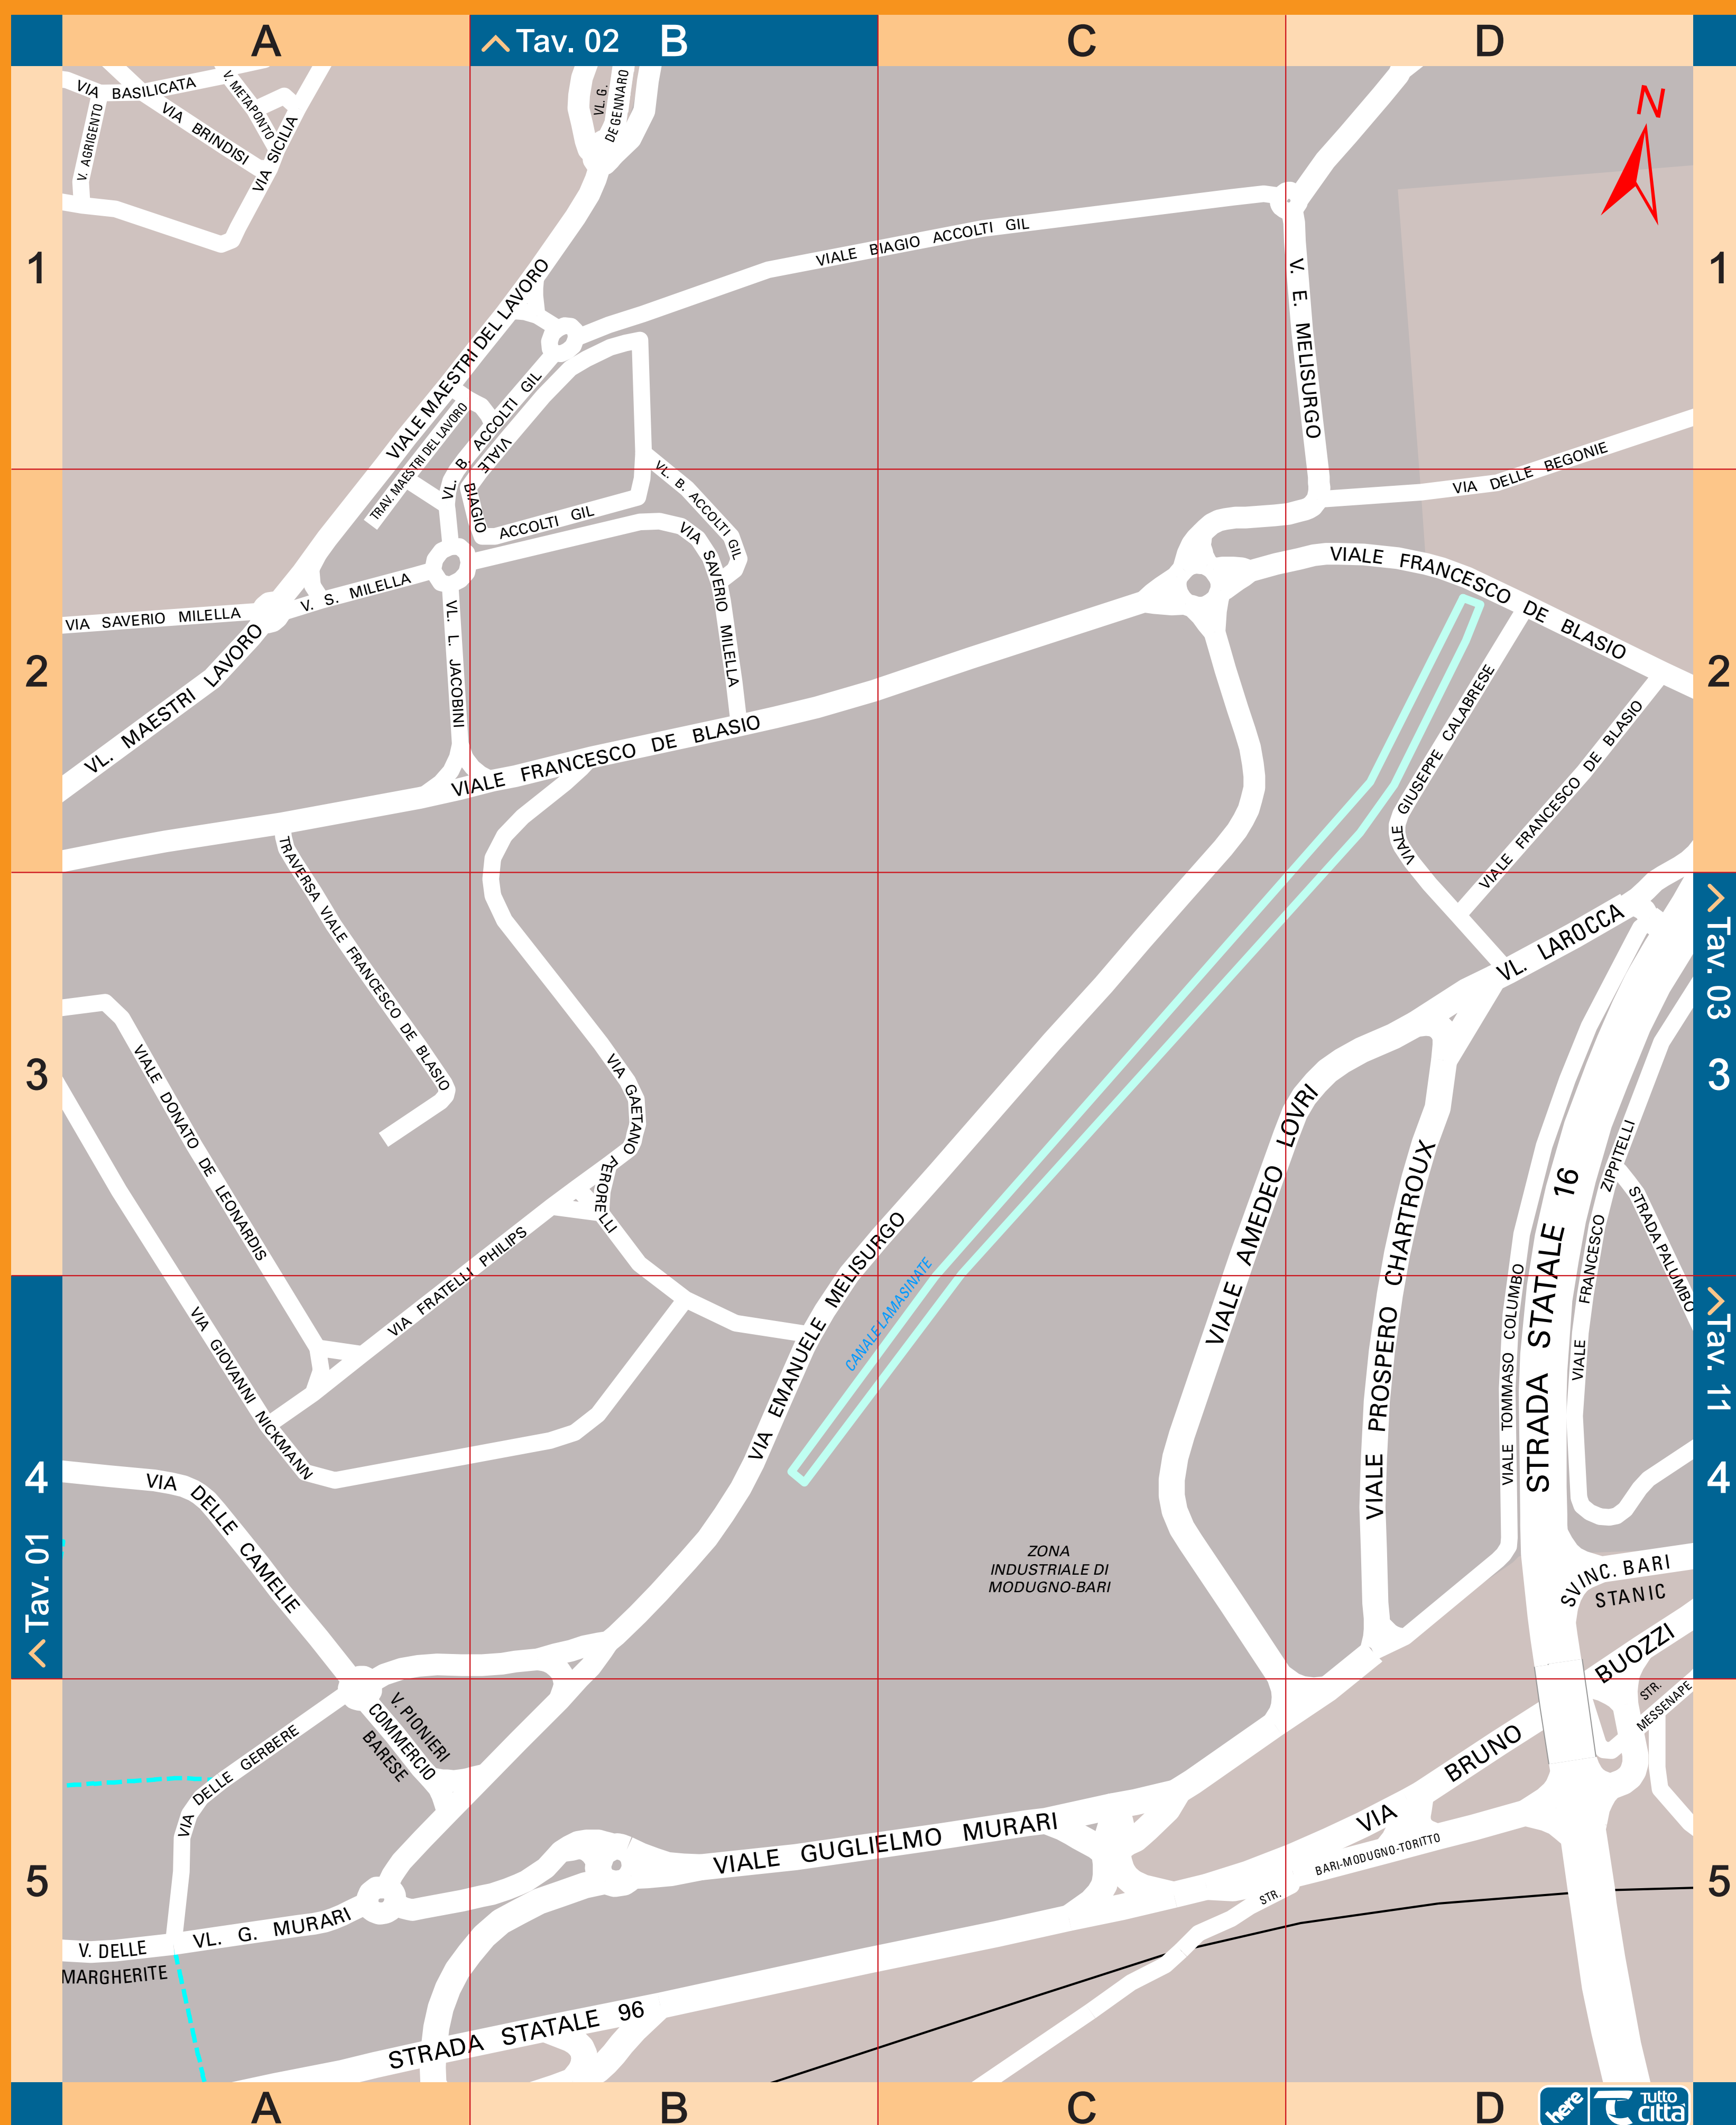 A
Tav. 02 B
C
D
VIA BASILICATA
V. METAPONTO
V. AGRIGENTO
VIA BRINDISI
VIA SICILIA
VL. G.
DE GENNARO
N
1
1
VIALE BIAGIO ACCOLTI GIL
V. E. MELISURGO
VIALE MAESTRI DEL LAVORO
TRAV. MAESTRI DEL LAVORO
VL. B. ACCOLTI GIL
VIALE BIAGIO ACCOLTI GIL
VL. B. ACCOLTI GIL
VIA DELLE BEGONIE
VIA SAVERIO MILELLA
V. S. MILELLA
VIA SAVERIO MILELLA
VIALE FRANCESCO DE BLASIO
2
2
VL. MAESTRI LAVORO
VL. L. JACOBINI
VIALE FRANCESCO DE BLASIO
VIALE GIUSEPPE CALABRESE
VIALE FRANCESCO DE BLASIO
TRAVERSA VIALE FRANCESCO DE BLASIO
VL. LAROCCA
Tav. 03
3
3
VIALE DONATO DE LEONARDIS
VIA GAETANO FERORELLI
VIA FRATELLI PHILIPS
VIA EMANUELE MELISURGO
CANALE LAMASINATE
VIALE AMEDEO LOVRI
VIALE PROSPERO CHARTROUX
VIALE TOMMASO COLUMBO
STRADA STATALE 16
VIALE FRANCESCO ZIPPITELLI
STRADA PALUMBO
Tav. 11
4
4
Tav. 01
VIA GIOVANNI NICKMANN
VIA DELLE CAMELIE
ZONA
INDUSTRIALE DI
MODUGNO-BARI
SVINC. BARI
STANIC
VIA BRUNO BUOZZI
STR.
MESSENAPE
V. PIONIERI
COMMERCIO
BARESE
VIA DELLE GERBERE
VIALE GUGLIELMO MURARI
STR. BARI-MODUGNO-TORITTO
5
5
VL. G. MURARI
V. DELLE
MARGHERITE
STRADA STATALE 96
A
B
C
D
here
TUTTO
città